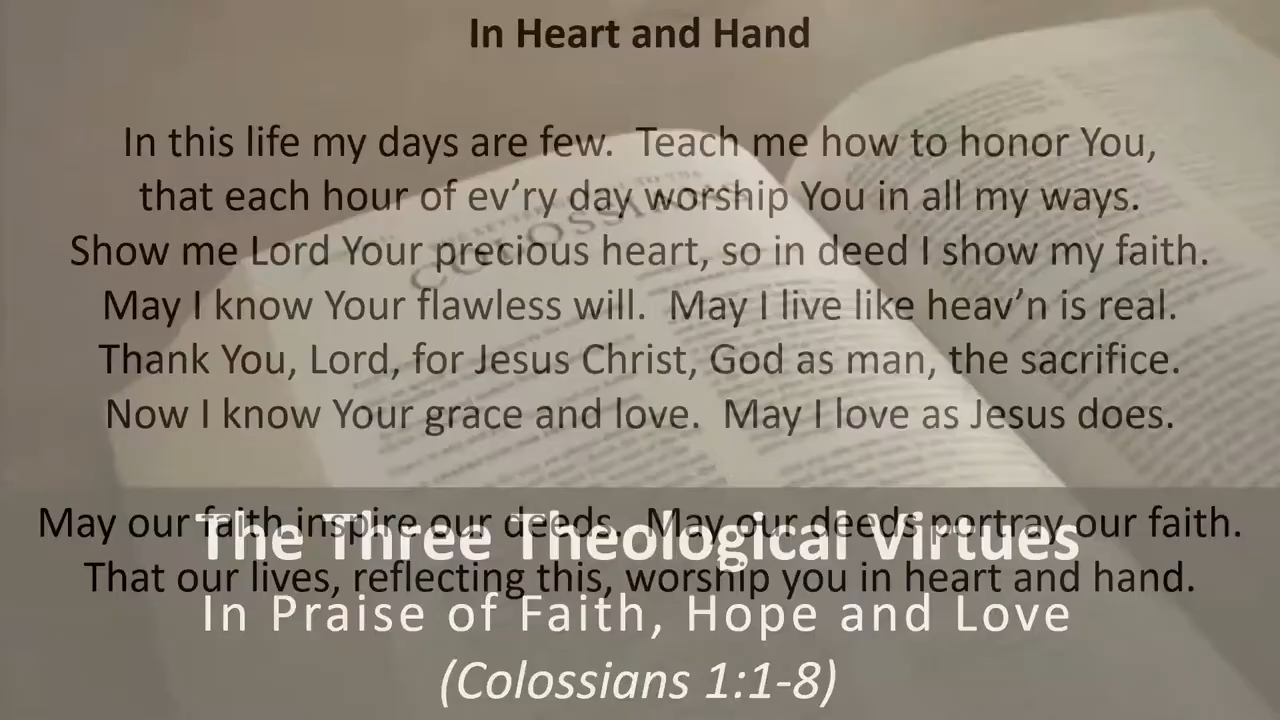 In Heart and Hand
In this life my days are few.  Teach me how to honor You,
that each hour of ev’ry day worship You in all my ways.
Show me Lord Your precious heart, so in deed I show my faith.
May I know Your flawless will.  May I live like heav’n is real.
Thank You, Lord, for Jesus Christ, God as man, the sacrifice.
Now I know Your grace and love.  May I love as Jesus does.
May our faith inspire our deeds.  May our deeds portray our faith.
The Three Theological Virtues
That our lives, reflecting this, worship you in heart and hand.
In Praise of Faith, Hope and Love
(Colossians 1:1-8)